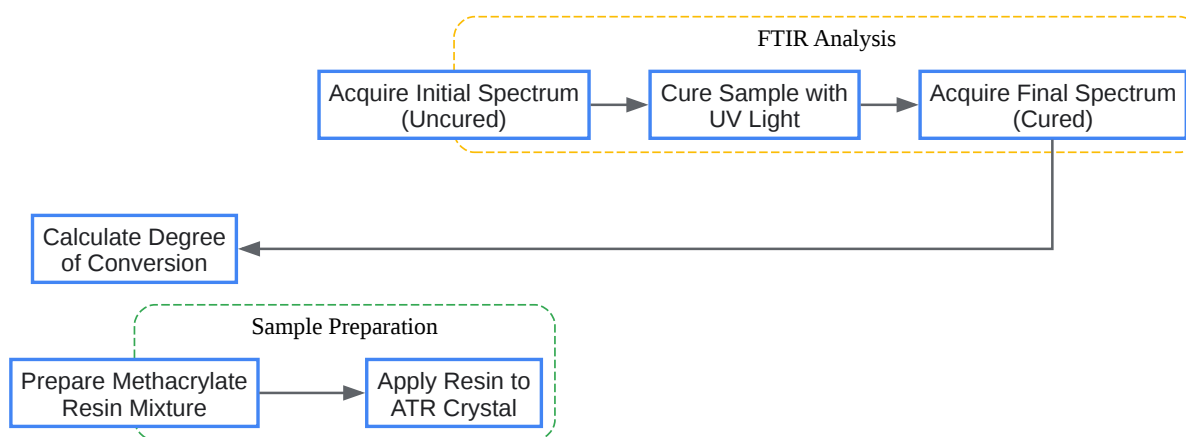 FTIR Analysis
Acquire Initial Spectrum
(Uncured)
Cure Sample with
UV Light
Acquire Final Spectrum
(Cured)
Calculate Degree
of Conversion
Sample Preparation
Prepare Methacrylate
Resin Mixture
Apply Resin to
ATR Crystal